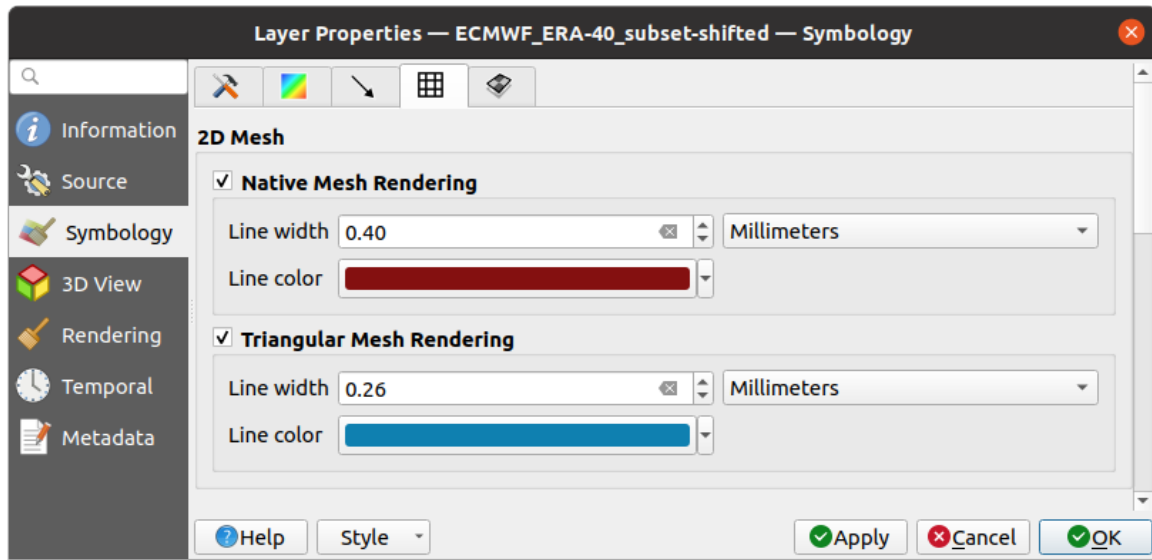 Layer Properties — ECMWF_ERA-40_subset-shifted — Symbology
Information
Source
Symbology
3D View
Rendering
Temporal
Metadata
2D Mesh
Native Mesh Rendering
Line width 0.40 Millimeters
Line color
Triangular Mesh Rendering
Line width 0.26 Millimeters
Line color
Help Style Apply Cancel OK